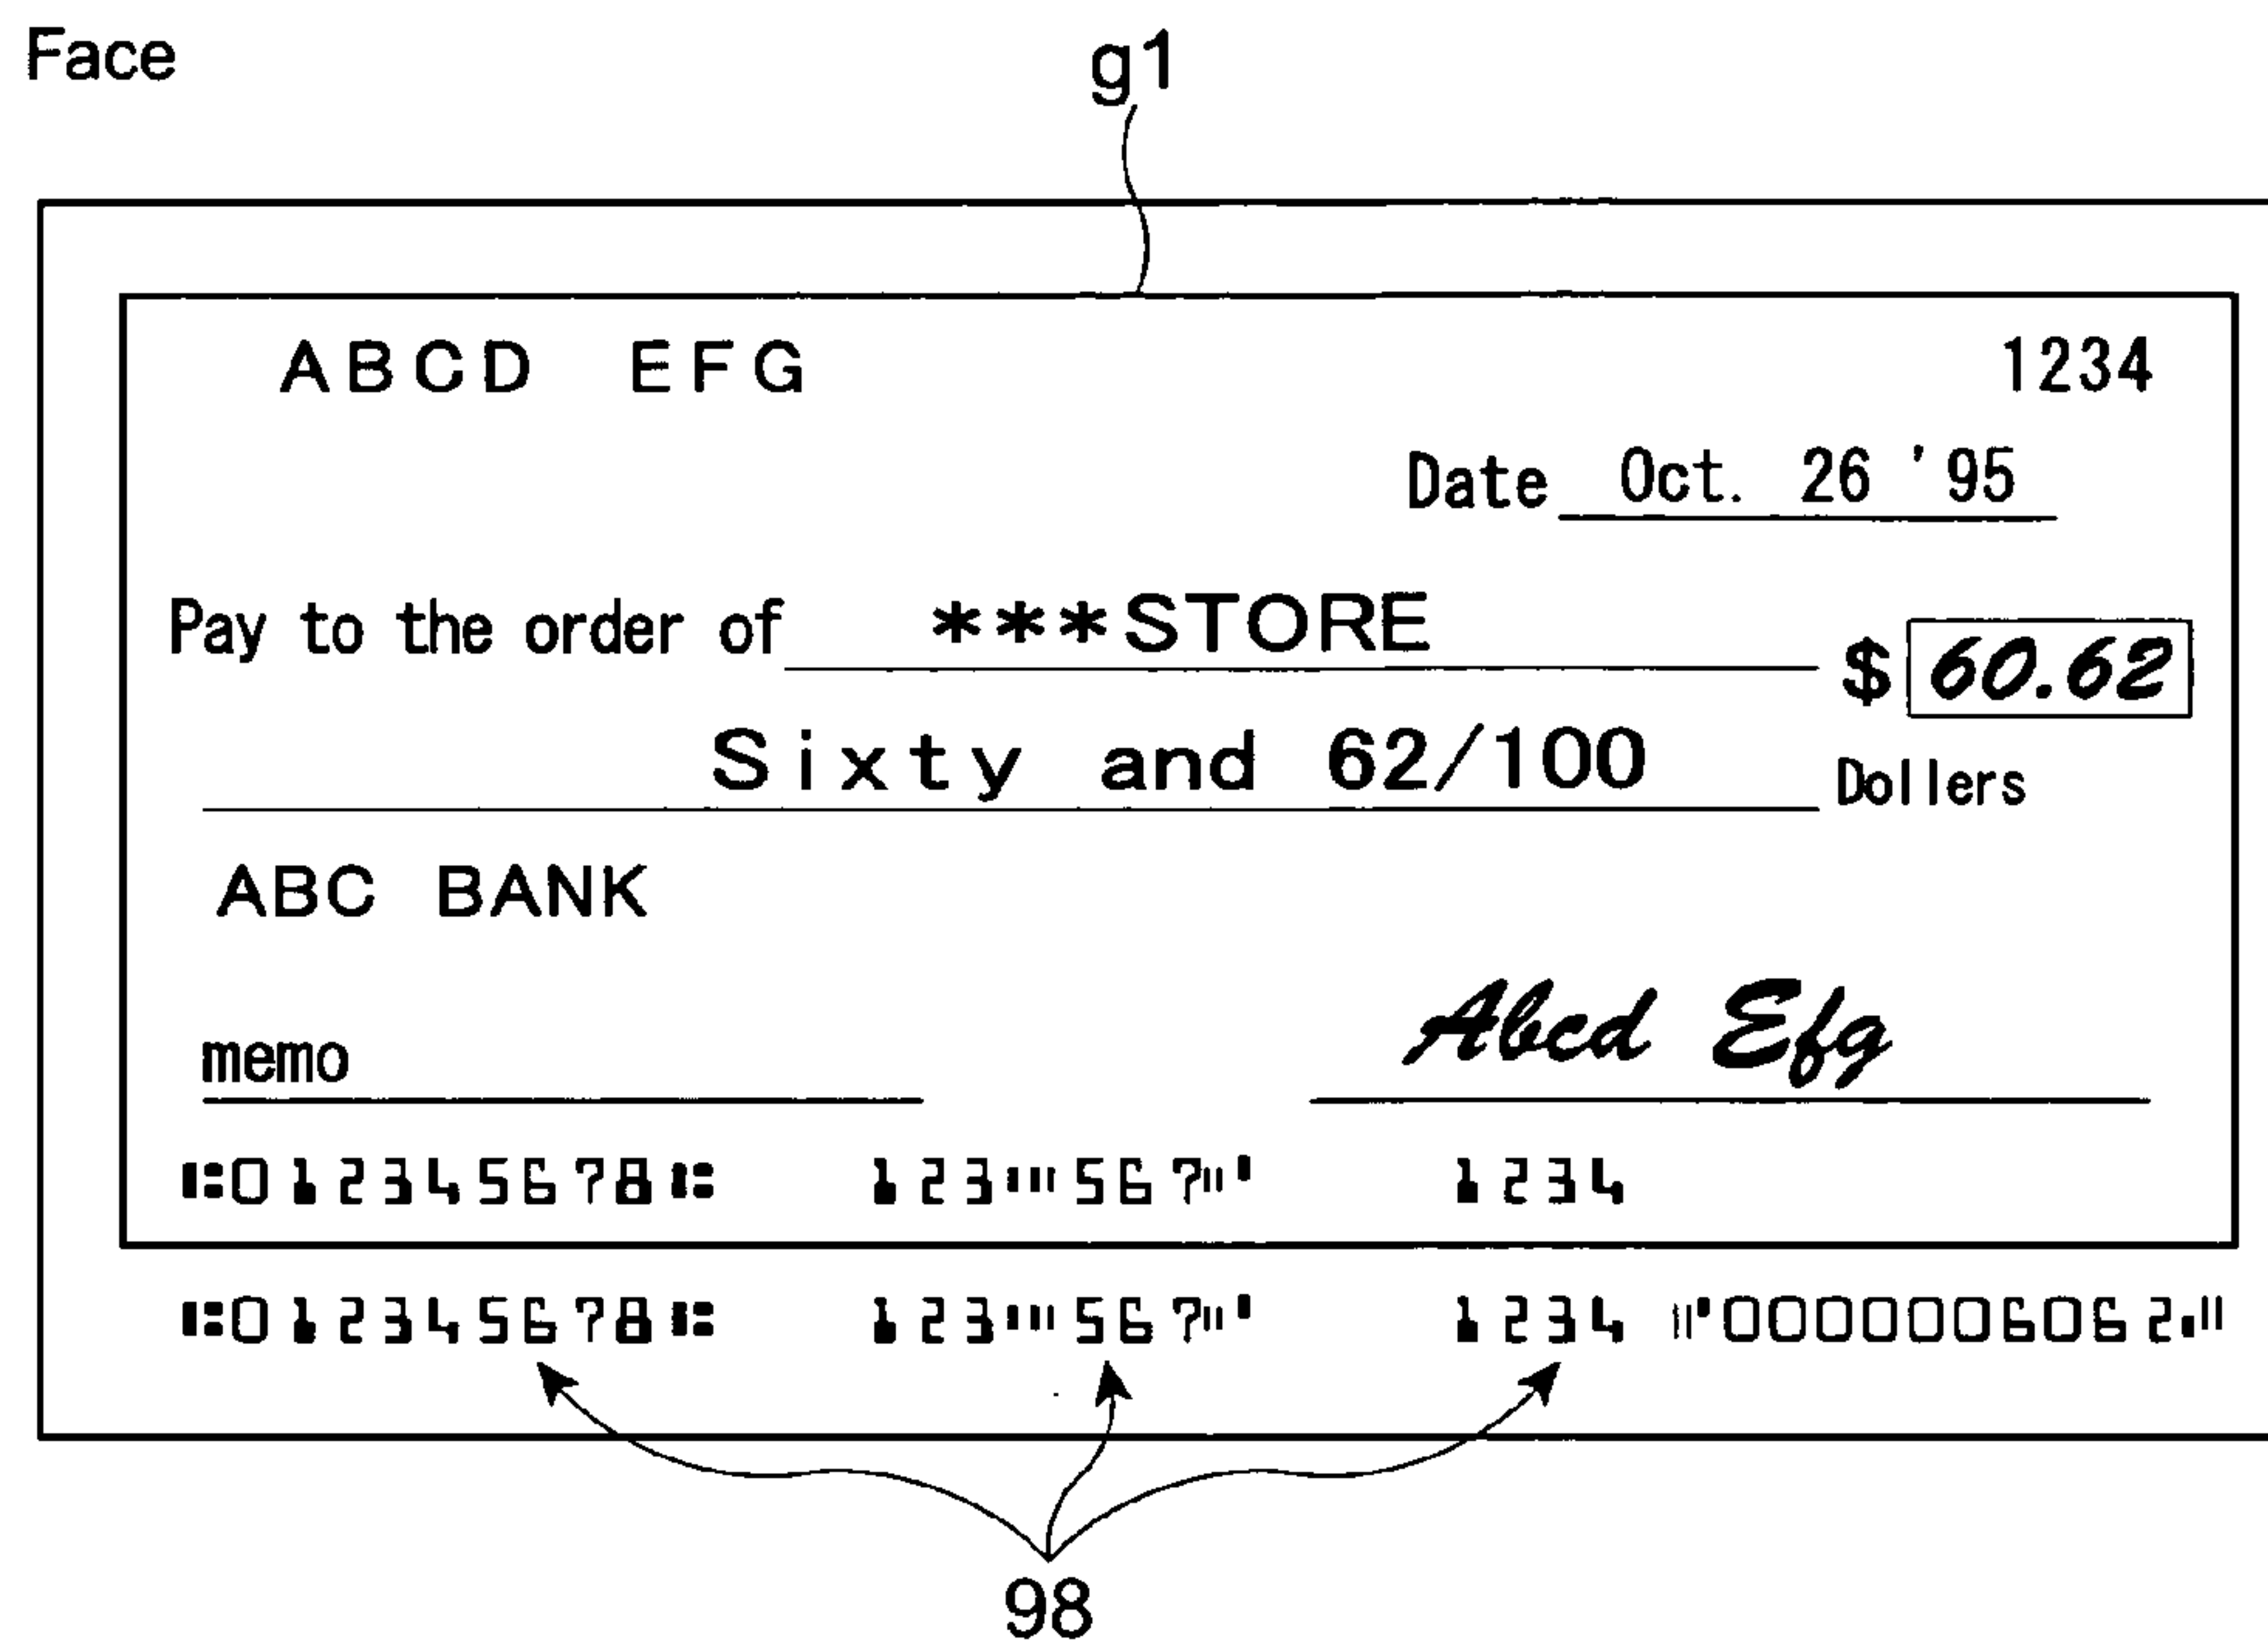 Face
g1
ABCD EFG
1234
Date Oct. 26 '95
Pay to the order of ***STORE
$ 60.62
Sixty and 62/100 Dollers
ABC BANK
Abcd Efg
memo
⑆012345678⑆ 123⑉567⑈ 1234
⑆012345678⑆ 123⑉567⑈ 1234 ⑈0000006062⑈
98